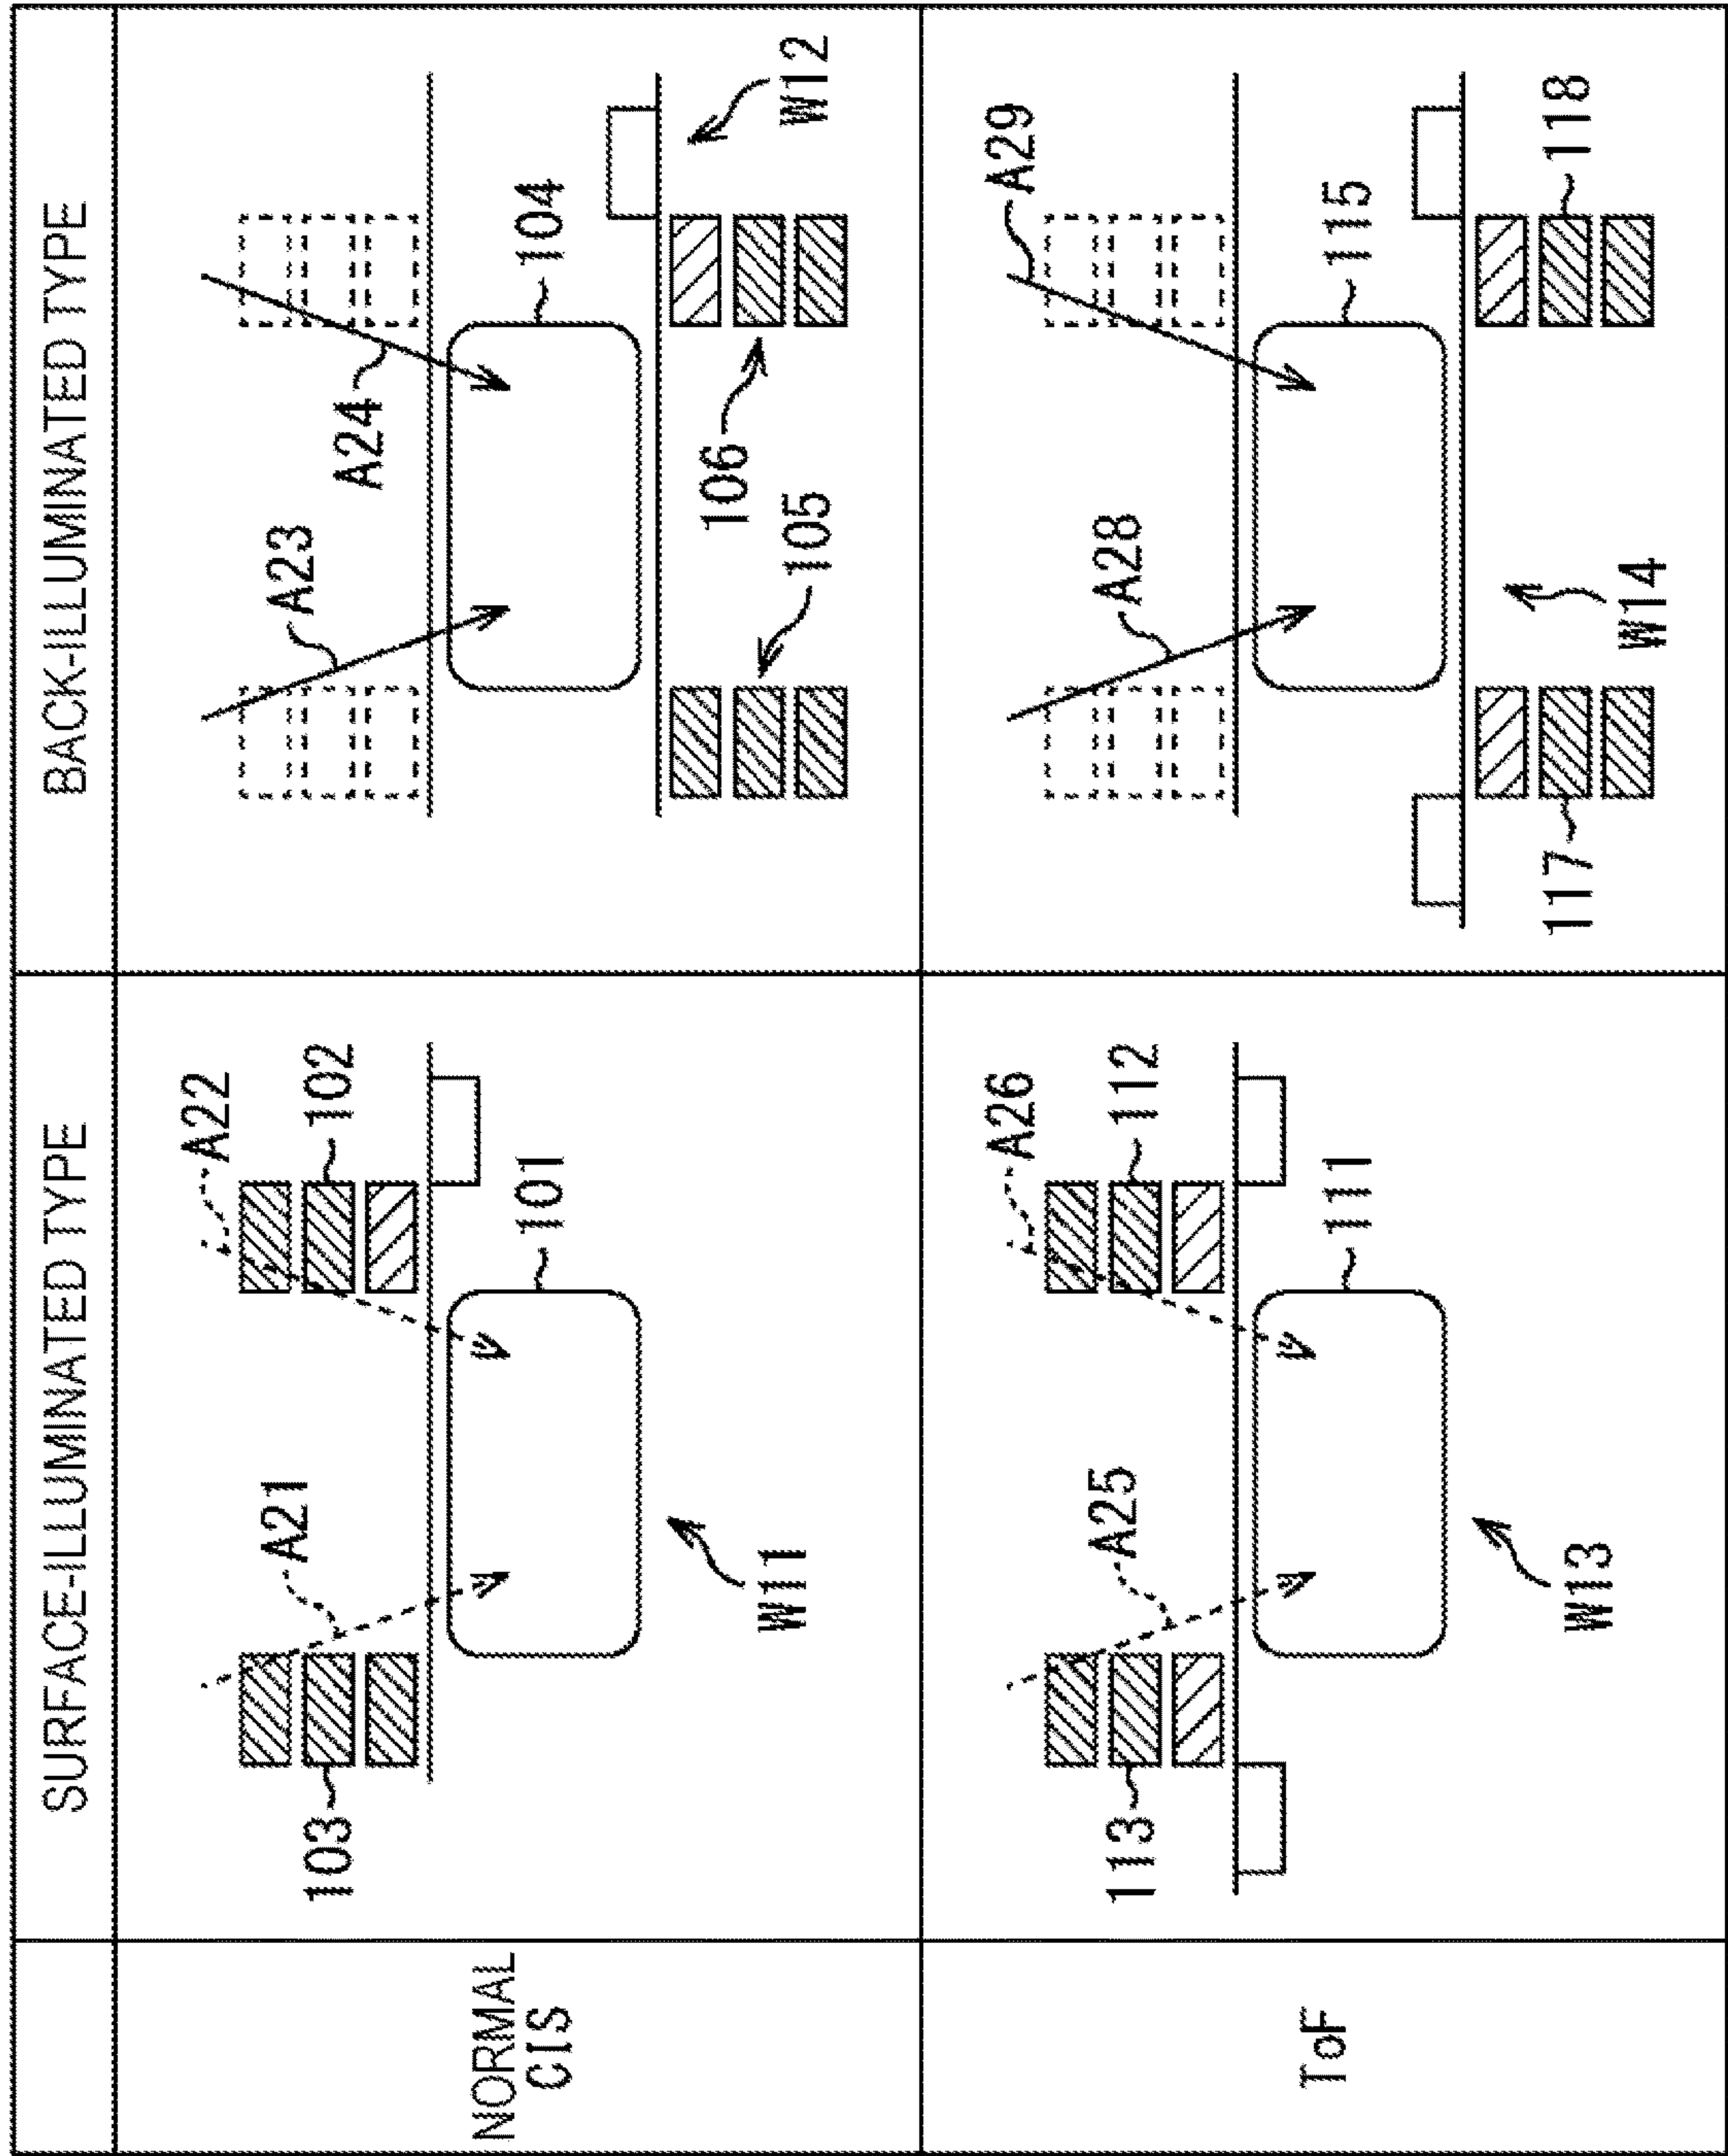 SURFACE-ILLUMINATED TYPE
BACK-ILLUMINATED TYPE
NORMAL
CIS
A21
A22
103
102
101
W11
A23
A24
104
106
105
W12
ToF
A25
A26
113
112
111
W13
A28
A29
115
117
118
W14